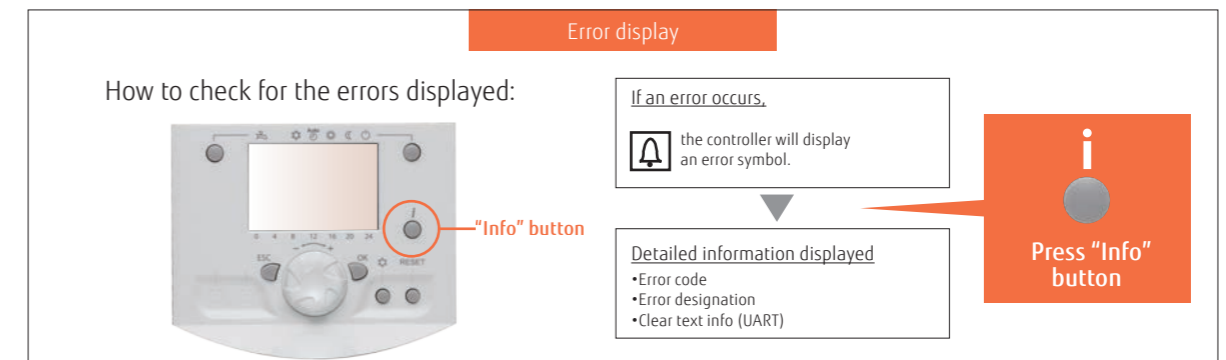 Error display
How to check for the errors displayed:
Auto
i
0 4 8 12 16 20 24
- +
ESC
OK
RESET
"Info" button
If an error occurs,
the controller will display
an error symbol.
Detailed information displayed
•Error code
•Error designation
•Clear text info (UART)
i
Press "Info"
button